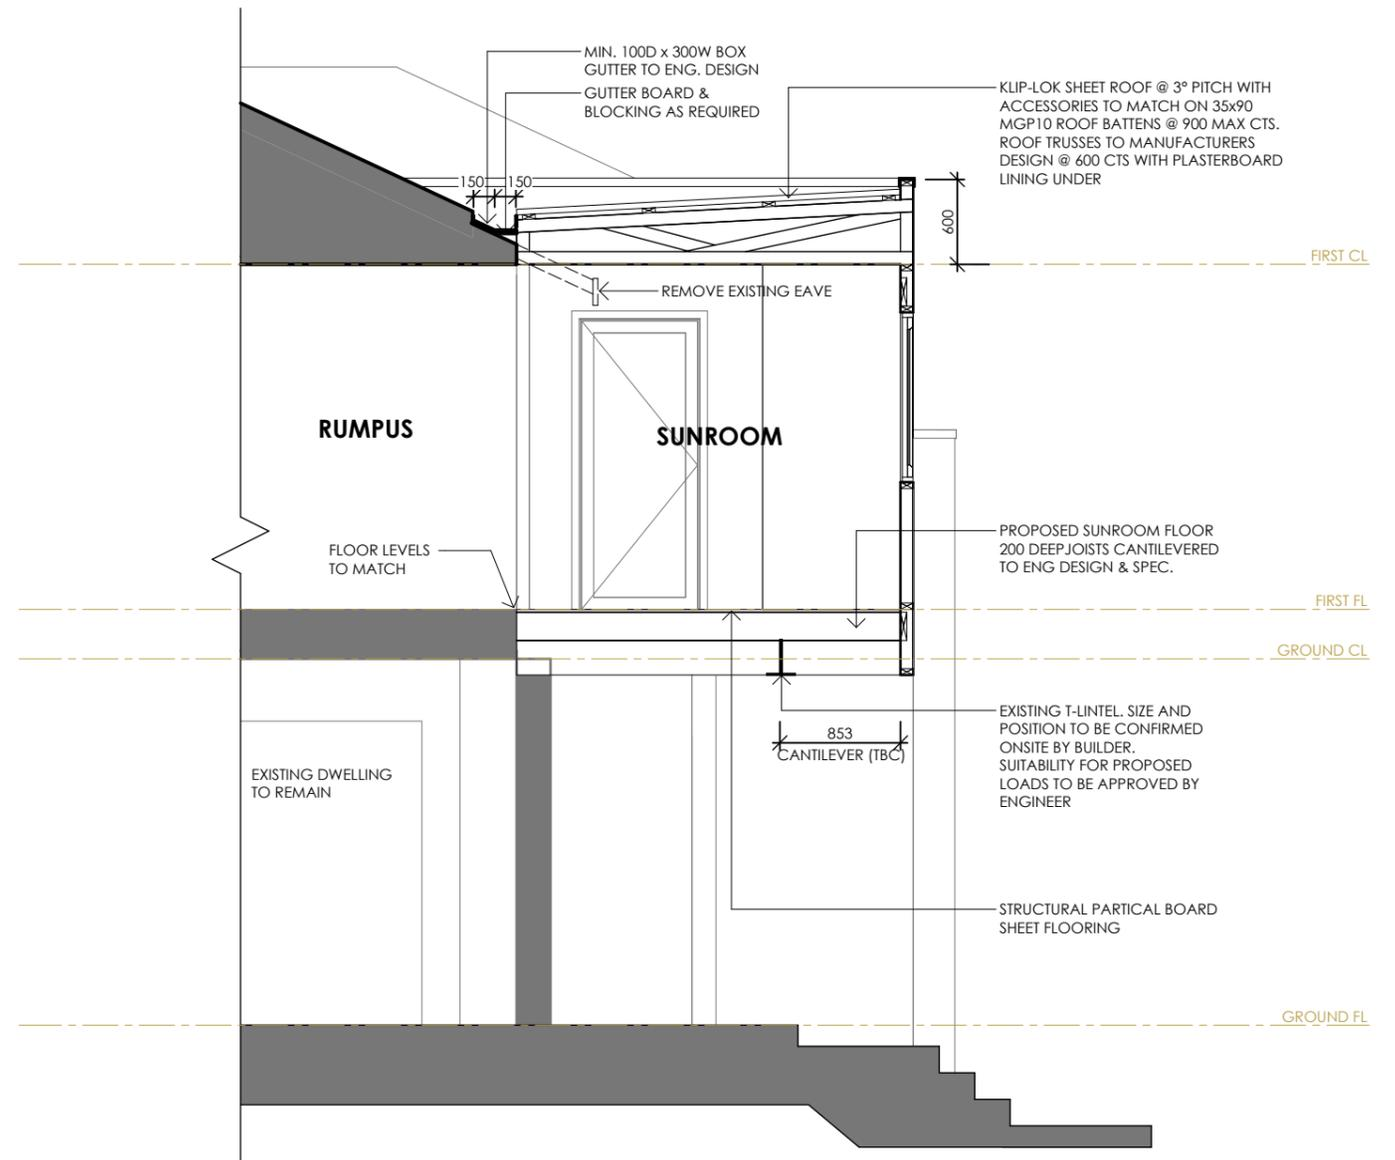 MIN. 100D x 300W BOX
GUTTER TO ENG. DESIGN
GUTTER BOARD &
BLOCKING AS REQUIRED
KLIP-LOK SHEET ROOF @ 3° PITCH WITH
ACCESSORIES TO MATCH ON 35x90
MGP10 ROOF BATTENS @ 900 MAX CTS.
ROOF TRUSSES TO MANUFACTURERS
DESIGN @ 600 CTS WITH PLASTERBOARD
LINING UNDER
150
150
600
FIRST CL
REMOVE EXISTING EAVE
RUMPUS
SUNROOM
PROPOSED SUNROOM FLOOR
200 DEEPJOISTS CANTILEVERED
TO ENG DESIGN & SPEC.
FLOOR LEVELS
TO MATCH
FIRST FL
GROUND CL
EXISTING T-LINTEL. SIZE AND
POSITION TO BE CONFIRMED
ONSITE BY BUILDER.
SUITABILITY FOR PROPOSED
LOADS TO BE APPROVED BY
ENGINEER
853
CANTILEVER (TBC)
EXISTING DWELLING
TO REMAIN
STRUCTURAL PARTICAL BOARD
SHEET FLOORING
GROUND FL